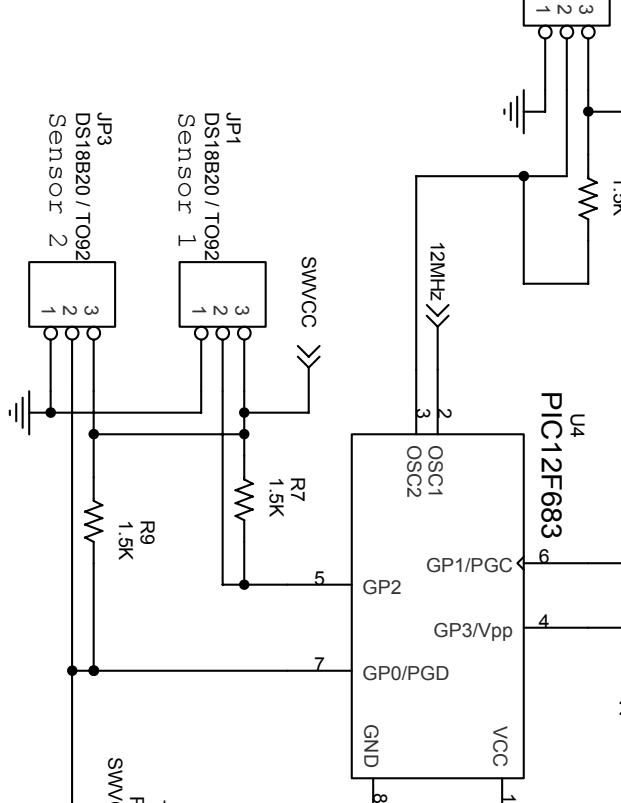 1 2 3
1.5K
JP3
DS18B20 / TO92
Sensor 2
1 2 3
JP1
DS18B20 / TO92
Sensor 1
1 2 3
SWVCC
12MHz
U4
PIC12F683
3 2
OSC1
OSC2
R7
1.5K
R9
1.5K
GP1/PGC
6
5
GP2
GP3/Vpp
4
7
GP0/PGD
GND
VCC
8
1